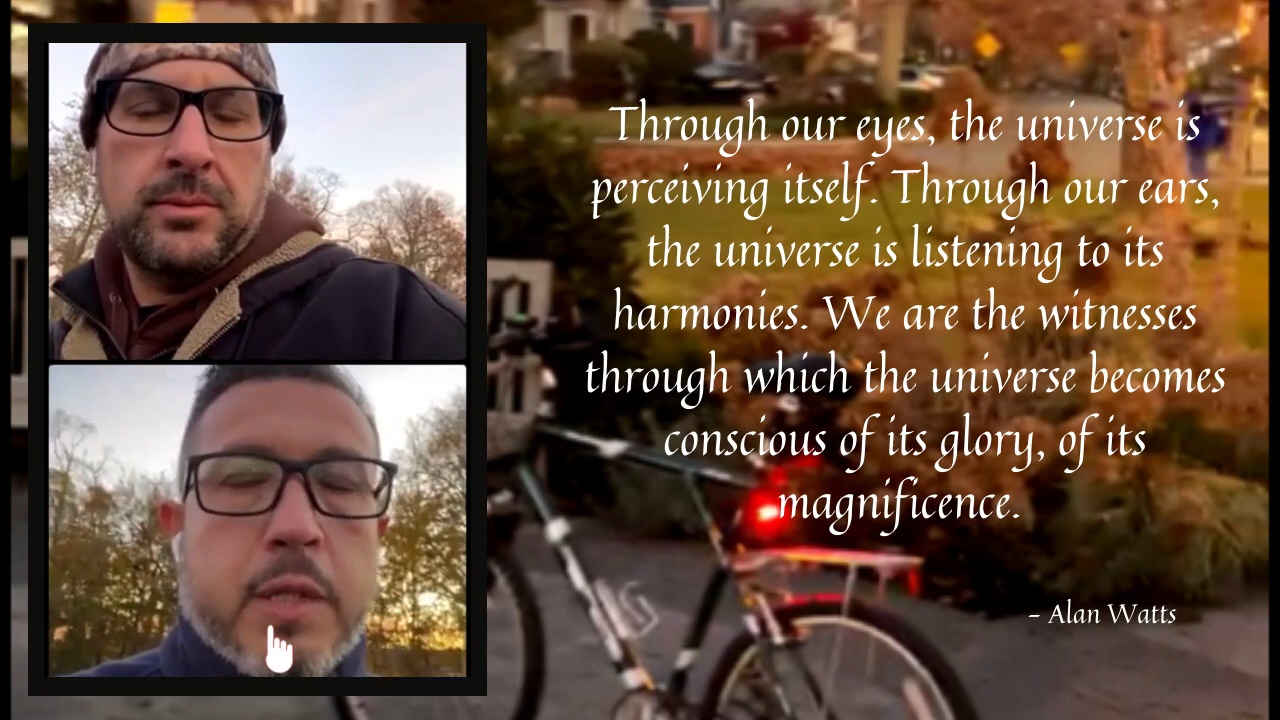 Through our eyes, the universe is
perceiving itself. Through our ears,
the universe is listening to its
harmonies. We are the witnesses
through which the universe becomes
conscious of its glory, of its
magnificence.
– Alan Watts